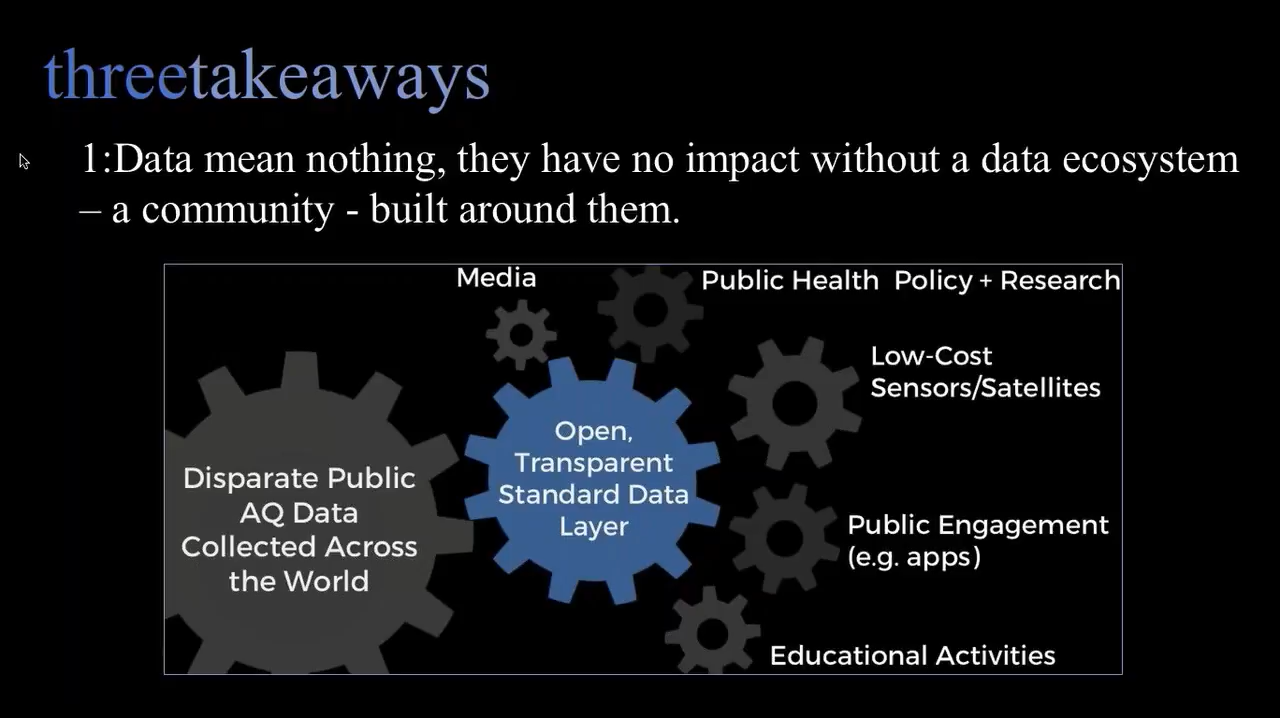 threetakeaways
1:Data mean nothing, they have no impact without a data ecosystem
– a community - built around them.
Media
Public Health Policy + Research
Low-Cost
Sensors/Satellites
Open,
Transparent
Standard Data
Layer
Disparate Public
AQ Data
Collected Across
the World
Public Engagement
(e.g. apps)
Educational Activities